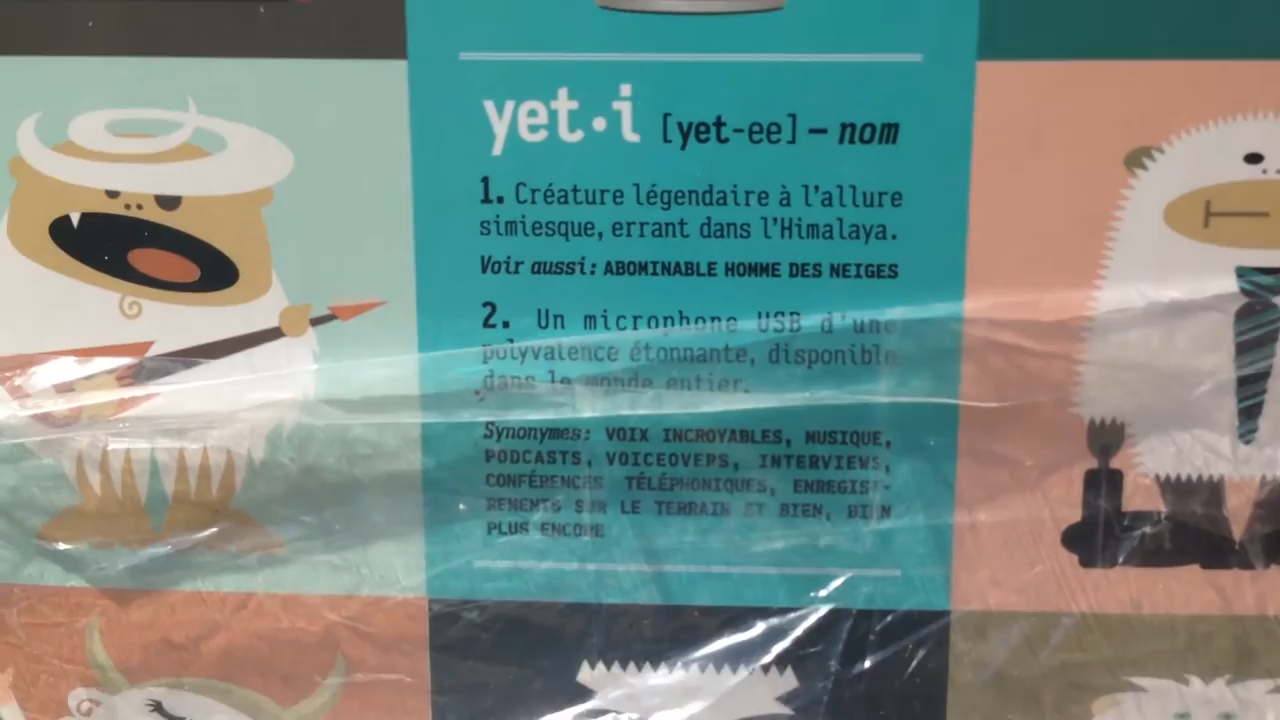 yet·i [yet-ee] – nom
1. Créature légendaire à l'allure
simiesque, errant dans l'Himalaya.
Voir aussi: ABOMINABLE HOMME DES NEIGES
2. Un microphone USB d'une
polyvalence étonnante, disponible
dans le monde entier.
Synonymes: VOIX INCROYABLES, MUSIQUE,
PODCASTS, VOICEOVERS, INTERVIEWS,
CONFÉRENCES TÉLÉPHONIQUES, ENREGIST-
REMENTS SUR LE TERRAIN ET BIEN, BIEN
PLUS ENCORE